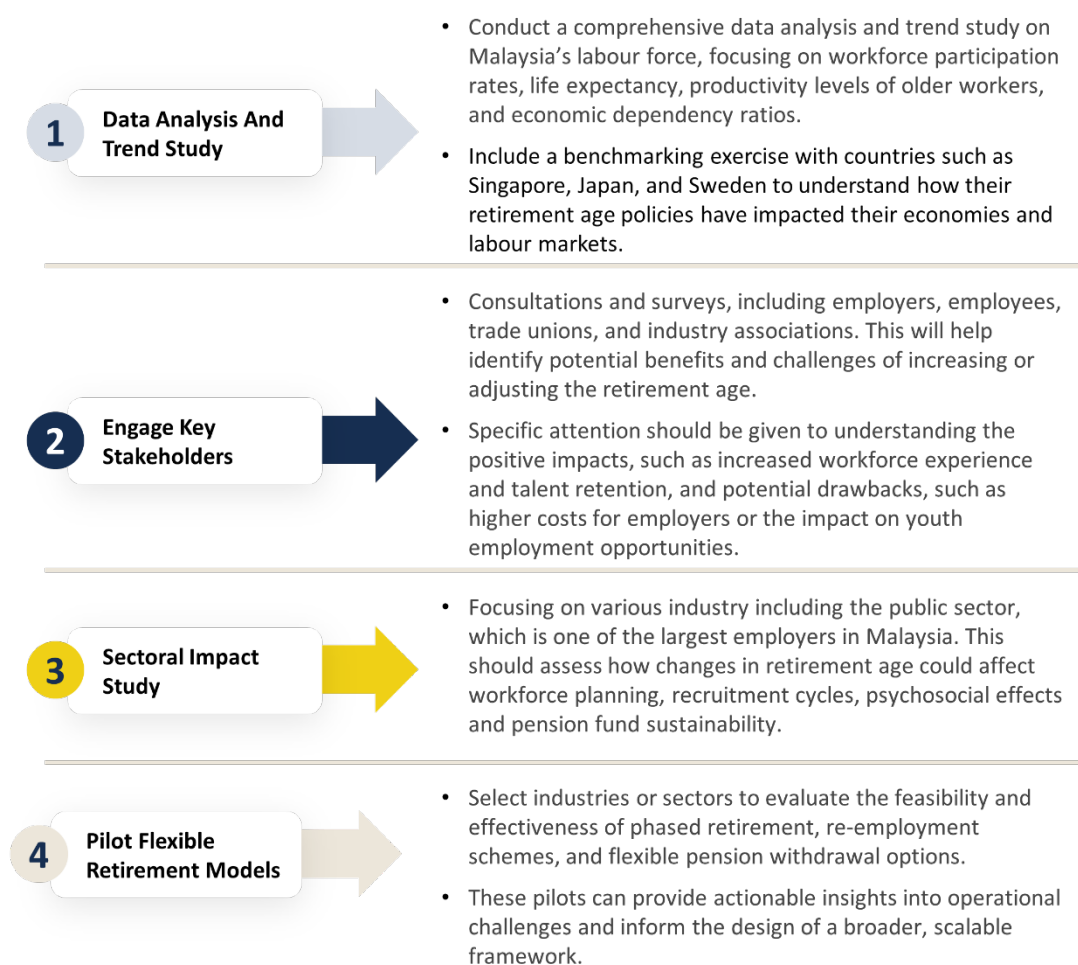 1
Data Analysis And
Trend Study
• Conduct a comprehensive data analysis and trend study on
Malaysia’s labour force, focusing on workforce participation
rates, life expectancy, productivity levels of older workers,
and economic dependency ratios.
• Include a benchmarking exercise with countries such as
Singapore, Japan, and Sweden to understand how their
retirement age policies have impacted their economies and
labour markets.
2
Engage Key
Stakeholders
• Consultations and surveys, including employers, employees,
trade unions, and industry associations. This will help
identify potential benefits and challenges of increasing or
adjusting the retirement age.
• Specific attention should be given to understanding the
positive impacts, such as increased workforce experience
and talent retention, and potential drawbacks, such as
higher costs for employers or the impact on youth
employment opportunities.
3
Sectoral Impact
Study
• Focusing on various industry including the public sector,
which is one of the largest employers in Malaysia. This
should assess how changes in retirement age could affect
workforce planning, recruitment cycles, psychosocial effects
and pension fund sustainability.
4
Pilot Flexible
Retirement Models
• Select industries or sectors to evaluate the feasibility and
effectiveness of phased retirement, re-employment
schemes, and flexible pension withdrawal options.
• These pilots can provide actionable insights into operational
challenges and inform the design of a broader, scalable
framework.